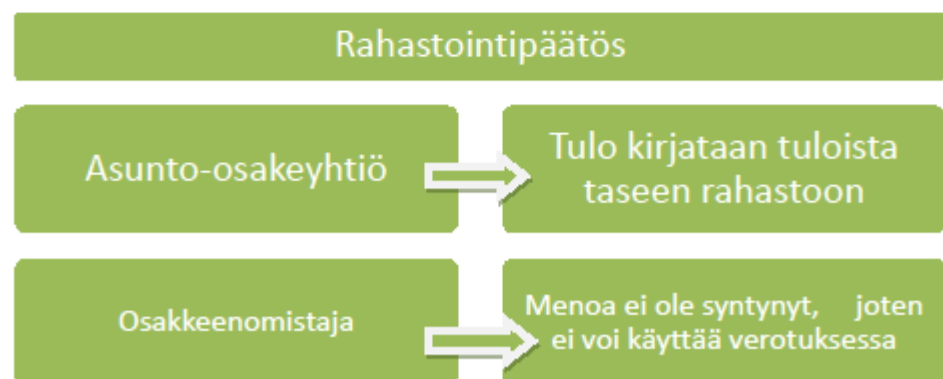 Rahastointipäätös
Asunto-osakeyhtiö
Tulo kirjataan tuloista
taseen rahastoon
Osakkeenomistaja
Menoa ei ole syntynyt, joten
ei voi käyttää verotuksessa